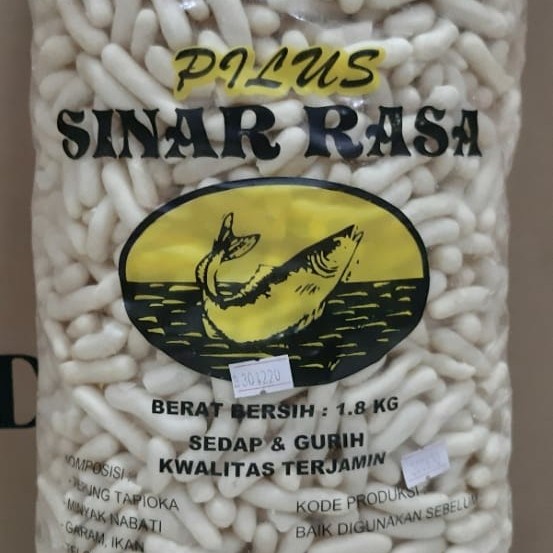 PILUS
SINAR RASA
BERAT BERSIH : 1.8 KG
SEDAP & GURIH
KWALITAS TERJAMIN
KOMPOSISI :
TAPIOKA
MINYAK NABATI
GARAM, IKAN
KODE PRODUKSI :
BAIK DIGUNAKAN